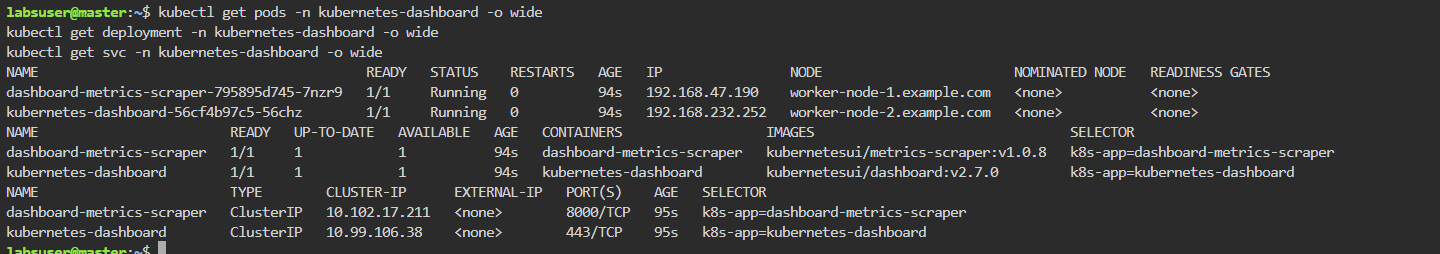 labsuser@master:~$ kubectl get pods -n kubernetes-dashboard -o wide
kubectl get deployment -n kubernetes-dashboard -o wide
kubectl get svc -n kubernetes-dashboard -o wide
NAME READY STATUS RESTARTS AGE IP NODE NOMINATED NODE READINESS GATES
dashboard-metrics-scraper-795895d745-7nzr9 1/1 Running 0 94s 192.168.47.190 worker-node-1.example.com <none> <none>
kubernetes-dashboard-56cf4b97c5-56chz 1/1 Running 0 94s 192.168.232.252 worker-node-2.example.com <none> <none>
NAME READY UP-TO-DATE AVAILABLE AGE CONTAINERS IMAGES SELECTOR
dashboard-metrics-scraper 1/1 1 1 94s dashboard-metrics-scraper kubernetesui/metrics-scraper:v1.0.8 k8s-app=dashboard-metrics-scraper
kubernetes-dashboard 1/1 1 1 94s kubernetes-dashboard kubernetesui/dashboard:v2.7.0 k8s-app=kubernetes-dashboard
NAME TYPE CLUSTER-IP EXTERNAL-IP PORT(S) AGE SELECTOR
dashboard-metrics-scraper ClusterIP 10.102.17.211 <none> 8000/TCP 95s k8s-app=dashboard-metrics-scraper
kubernetes-dashboard ClusterIP 10.99.106.38 <none> 443/TCP 95s k8s-app=kubernetes-dashboard
labsuser@master:~$